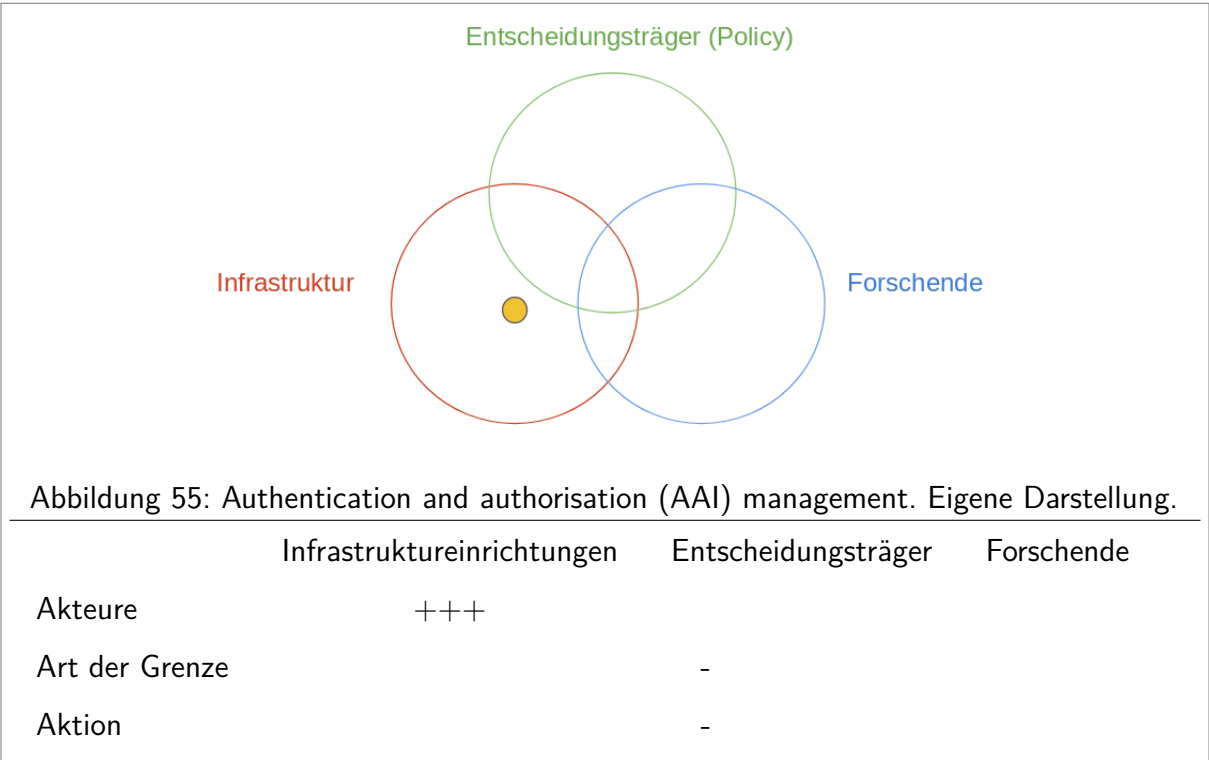 Entscheidungsträger (Policy)
Infrastruktur
Forschende
Abbildung 55: Authentication and authorisation (AAI) management. Eigene Darstellung.
Infrastruktureinrichtungen Entscheidungsträger Forschende
Akteure +++
Art der Grenze -
Aktion -